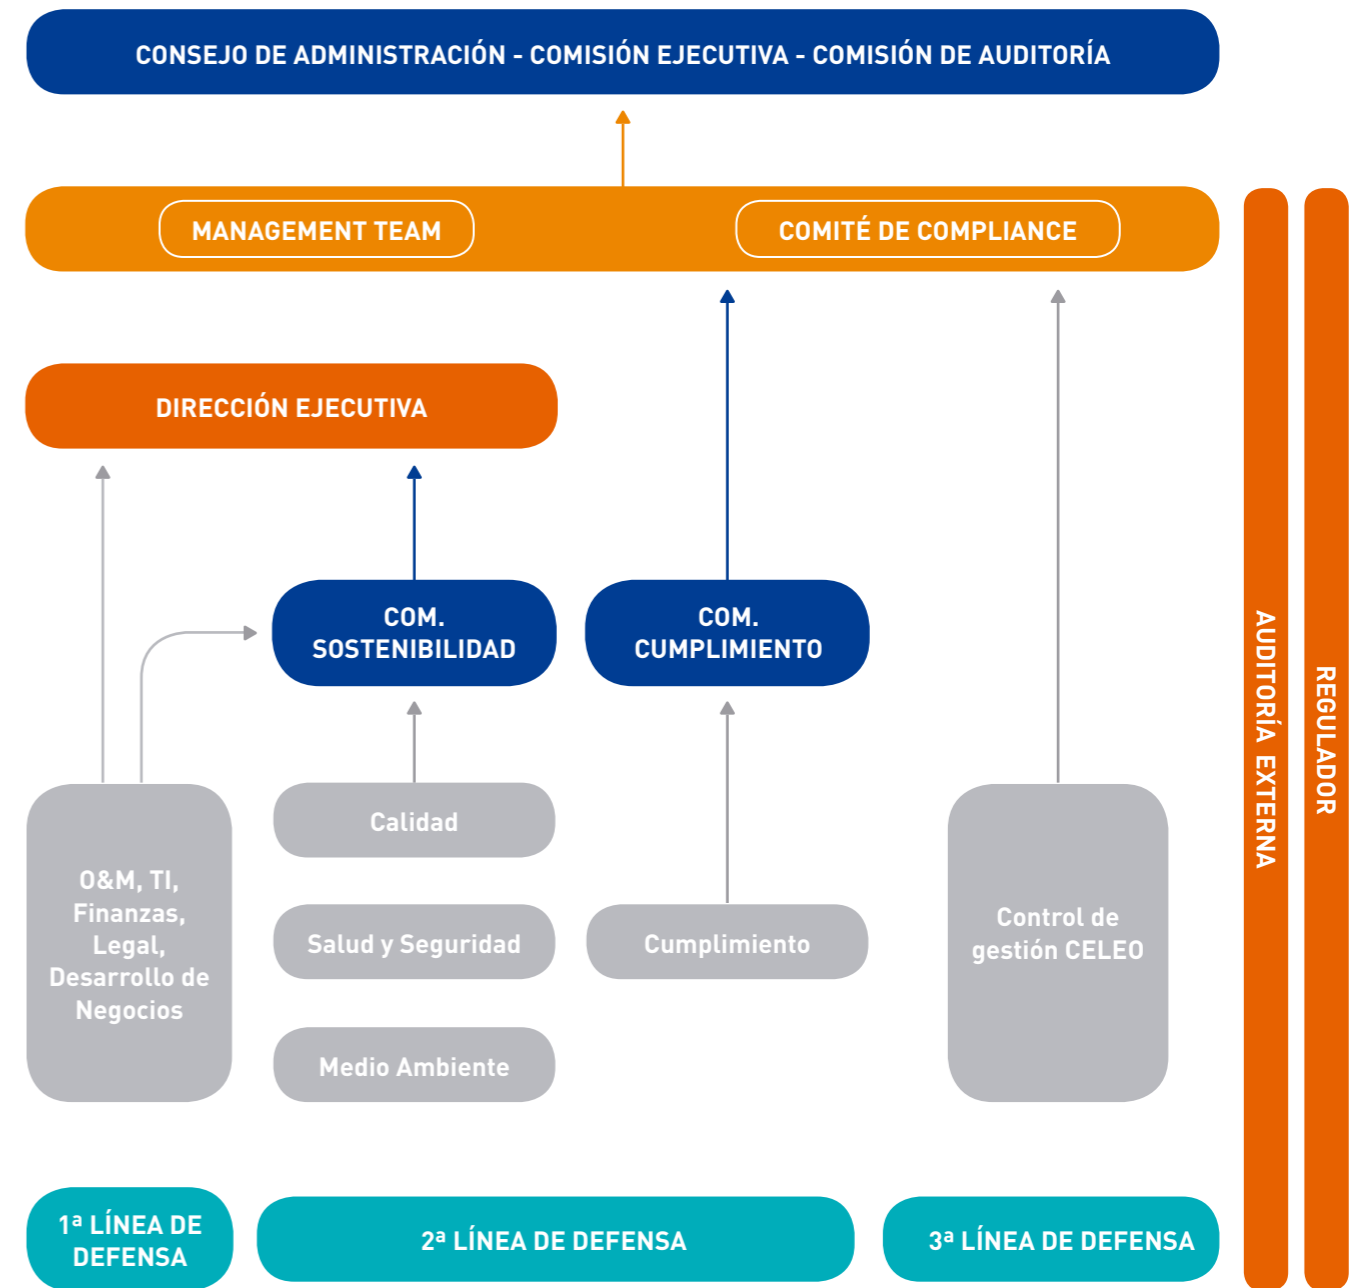 CONSEJO DE ADMINISTRACIÓN - COMISIÓN EJECUTIVA - COMISIÓN DE AUDITORÍA
MANAGEMENT TEAM
COMITÉ DE COMPLIANCE
DIRECCIÓN EJECUTIVA
COM.
SOSTENIBILIDAD
COM.
CUMPLIMIENTO
O&M, TI,
Finanzas,
Legal,
Desarrollo de
Negocios
Calidad
Salud y Seguridad
Medio Ambiente
Cumplimiento
Control de
gestión CELEO
1ª LÍNEA DE
DEFENSA
2ª LÍNEA DE DEFENSA
3ª LÍNEA DE DEFENSA
AUDITORÍA EXTERNA
REGULADOR